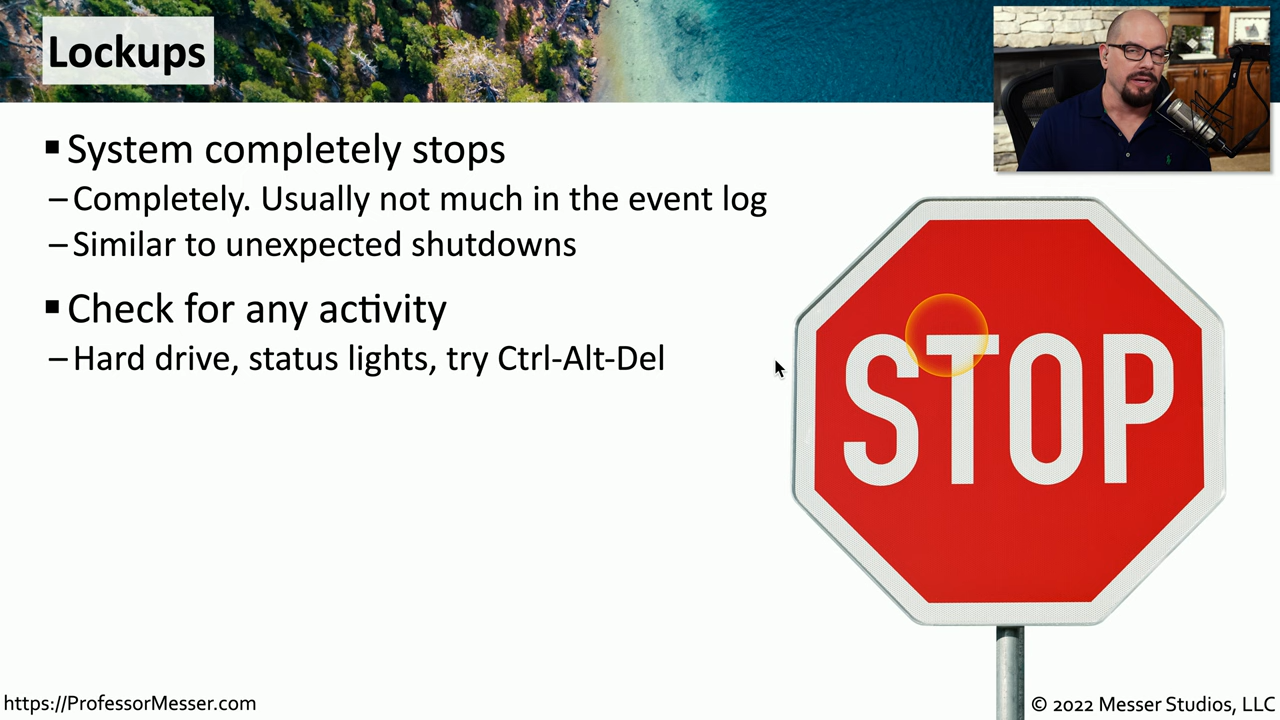 Lockups
▪ System completely stops
– Completely. Usually not much in the event log
– Similar to unexpected shutdowns
▪ Check for any activity
– Hard drive, status lights, try Ctrl-Alt-Del
STOP
https://ProfessorMesser.com
© 2022 Messer Studios, LLC